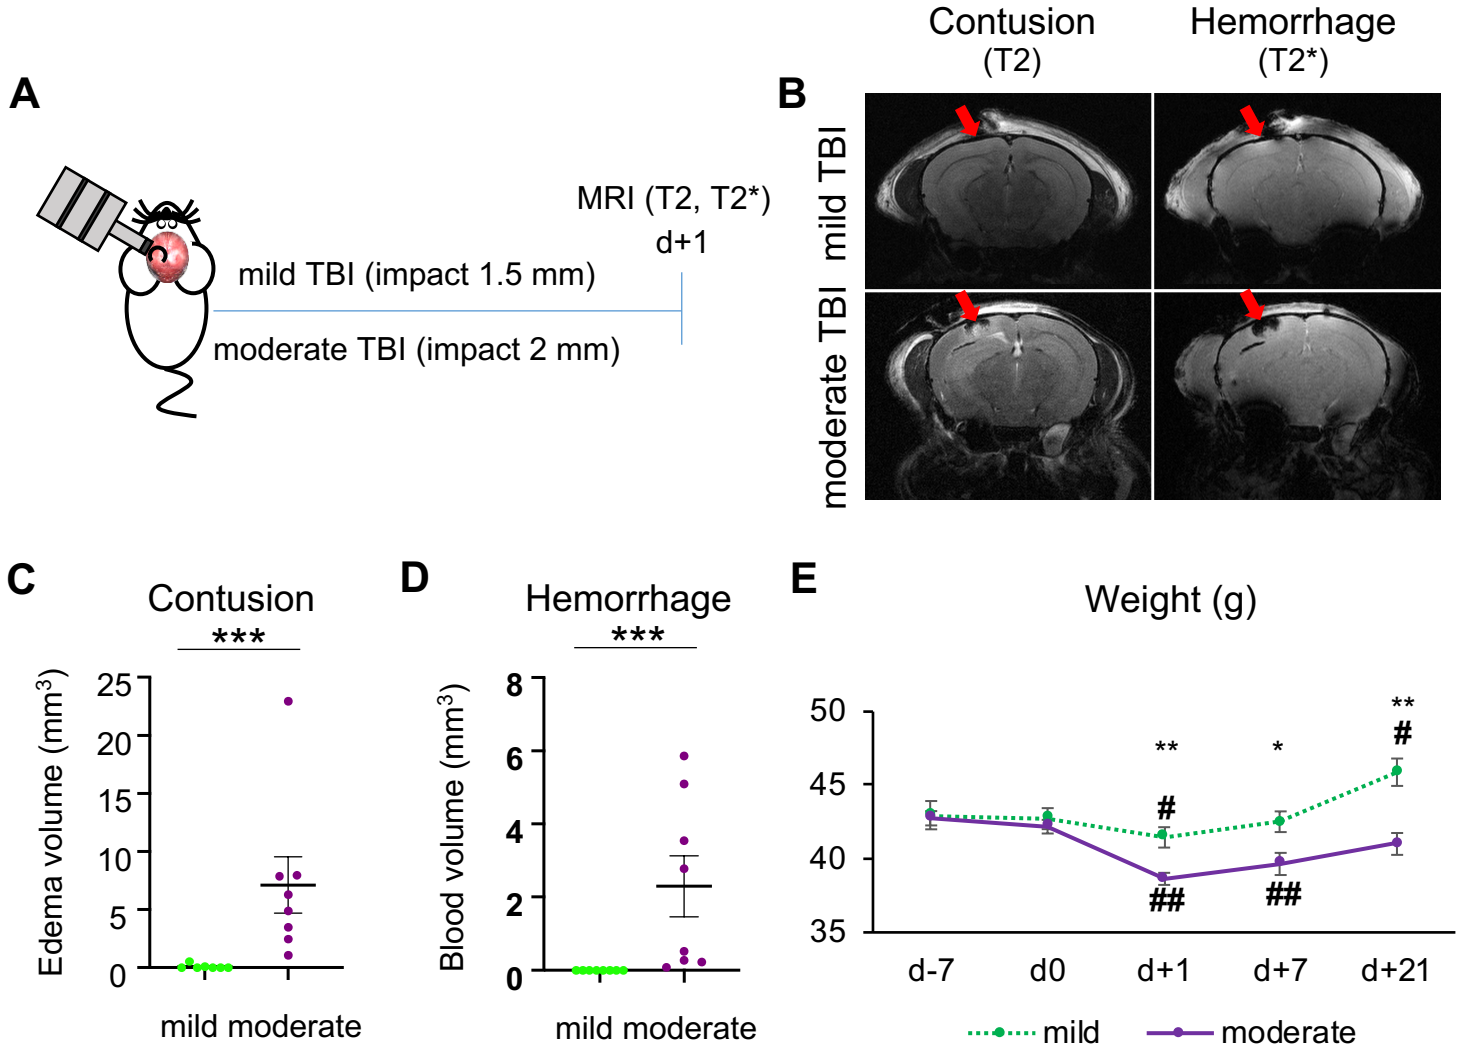 A
mild TBI (impact 1.5 mm)
moderate TBI (impact 2 mm)
MRI (T2, T2*)
d+1
B
Contusion
(T2)
Hemorrhage
(T2*)
mild TBI
moderate TBI
C
Contusion
***
Edema volume (mm³)
25
20
15
10
5
0
mild moderate
D
Hemorrhage
***
Blood volume (mm³)
8
6
4
2
0
mild moderate
E
Weight (g)
50
45
40
35
** * **
# #
## ##
d-7 d0 d+1 d+7 d+21
mild moderate